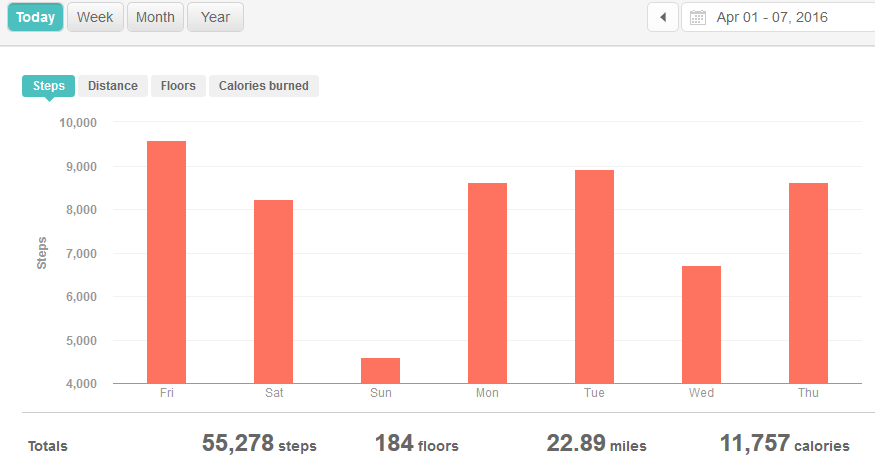 Today Week Month Year Apr 01 - 07, 2016
Steps Distance Floors Calories burned
10,000
9,000
8,000
7,000
6,000
5,000
4,000
Steps
Fri Sat Sun Mon Tue Wed Thu
Totals 55,278 steps 184 floors 22.89 miles 11,757 calories